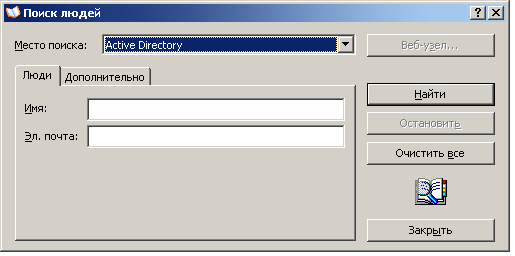 Поиск людей
Место поиска: Active Directory Веб-узел...
Люди Дополнительно
Имя:
Эл. почта:
Найти
Остановить
Очистить все
Закрыть